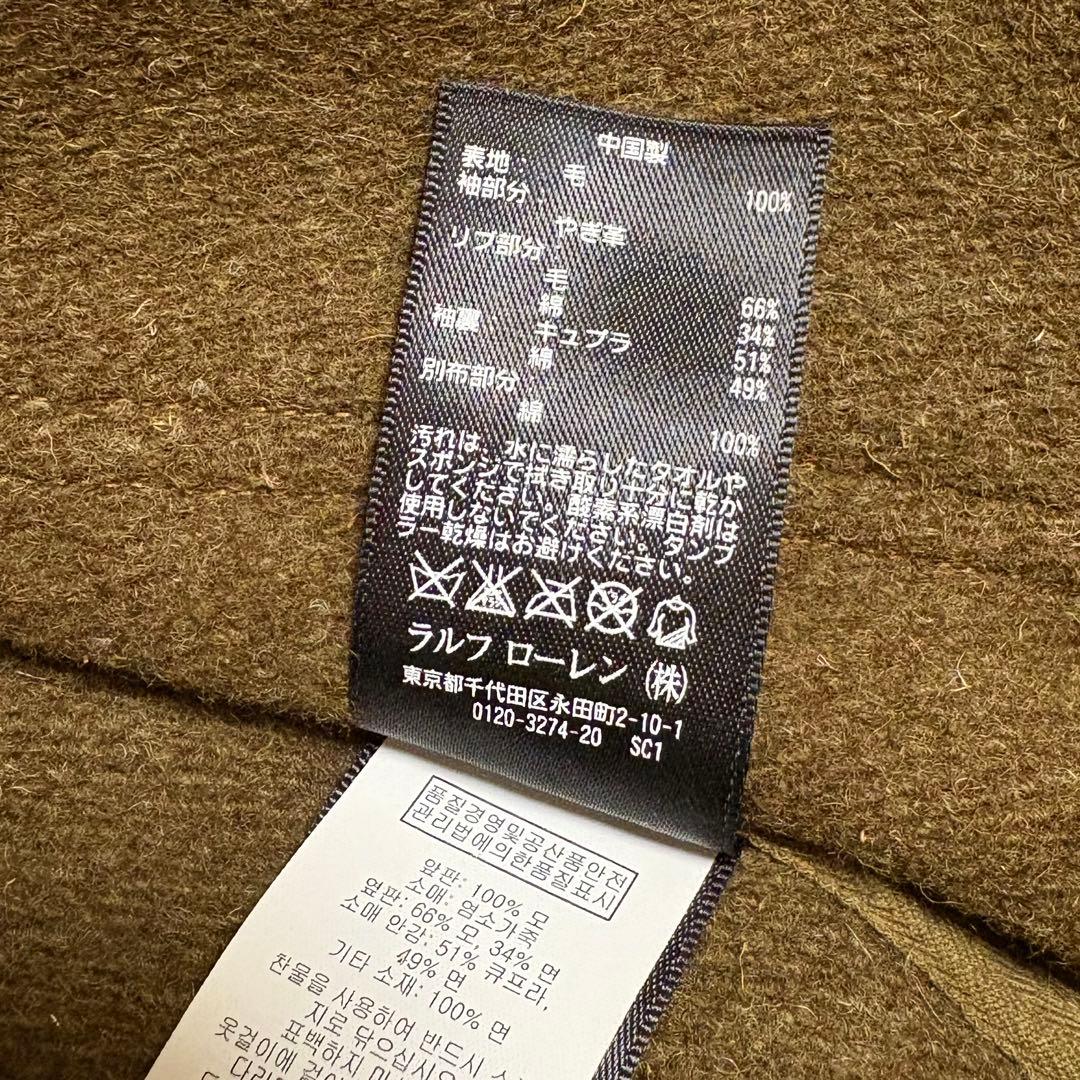 中国製
表地
毛 100%
袖部分
やぎ革
リブ部分
毛 66%
綿 34%
袖裏 キュプラ 51%
綿 49%
別布部分
綿 100%
汚れは、水に濡らしたタオルや
スポンジで拭き取り十分に乾か
してください。酸素系漂白剤は
使用しないでください。タンブ
ラー乾燥はお避けください。
ラルフ ローレン (株)
東京都千代田区永田町2-10-1
0120-3274-20 SC1
품질경영및공산품안전
관리법에의한품질표시
앞판: 100% 모
소매: 염소가죽
옆판: 66% 모, 34% 면
소매 안감: 51% 큐프라,
49% 면
기타 소재: 100% 면
찬물을 사용하여 반드시
지로 닦으십시오
표백하지
옷걸이에